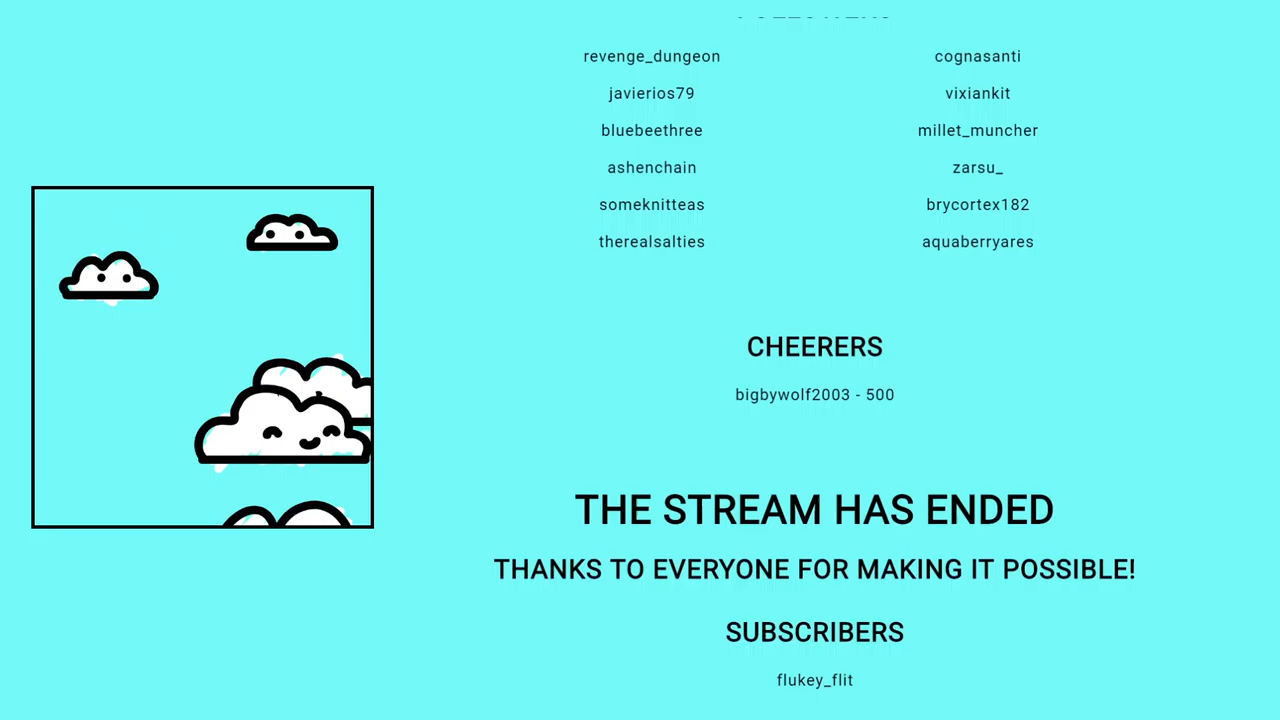 revenge_dungeon cognasanti
javierios79 vixiankit
bluebeethree millet_muncher
ashenchain zarsu_
someknitteas brycortex182
therealsalties aquaberryares
CHEERERS
bigbywolf2003 - 500
THE STREAM HAS ENDED
THANKS TO EVERYONE FOR MAKING IT POSSIBLE!
SUBSCRIBERS
flukey_flit